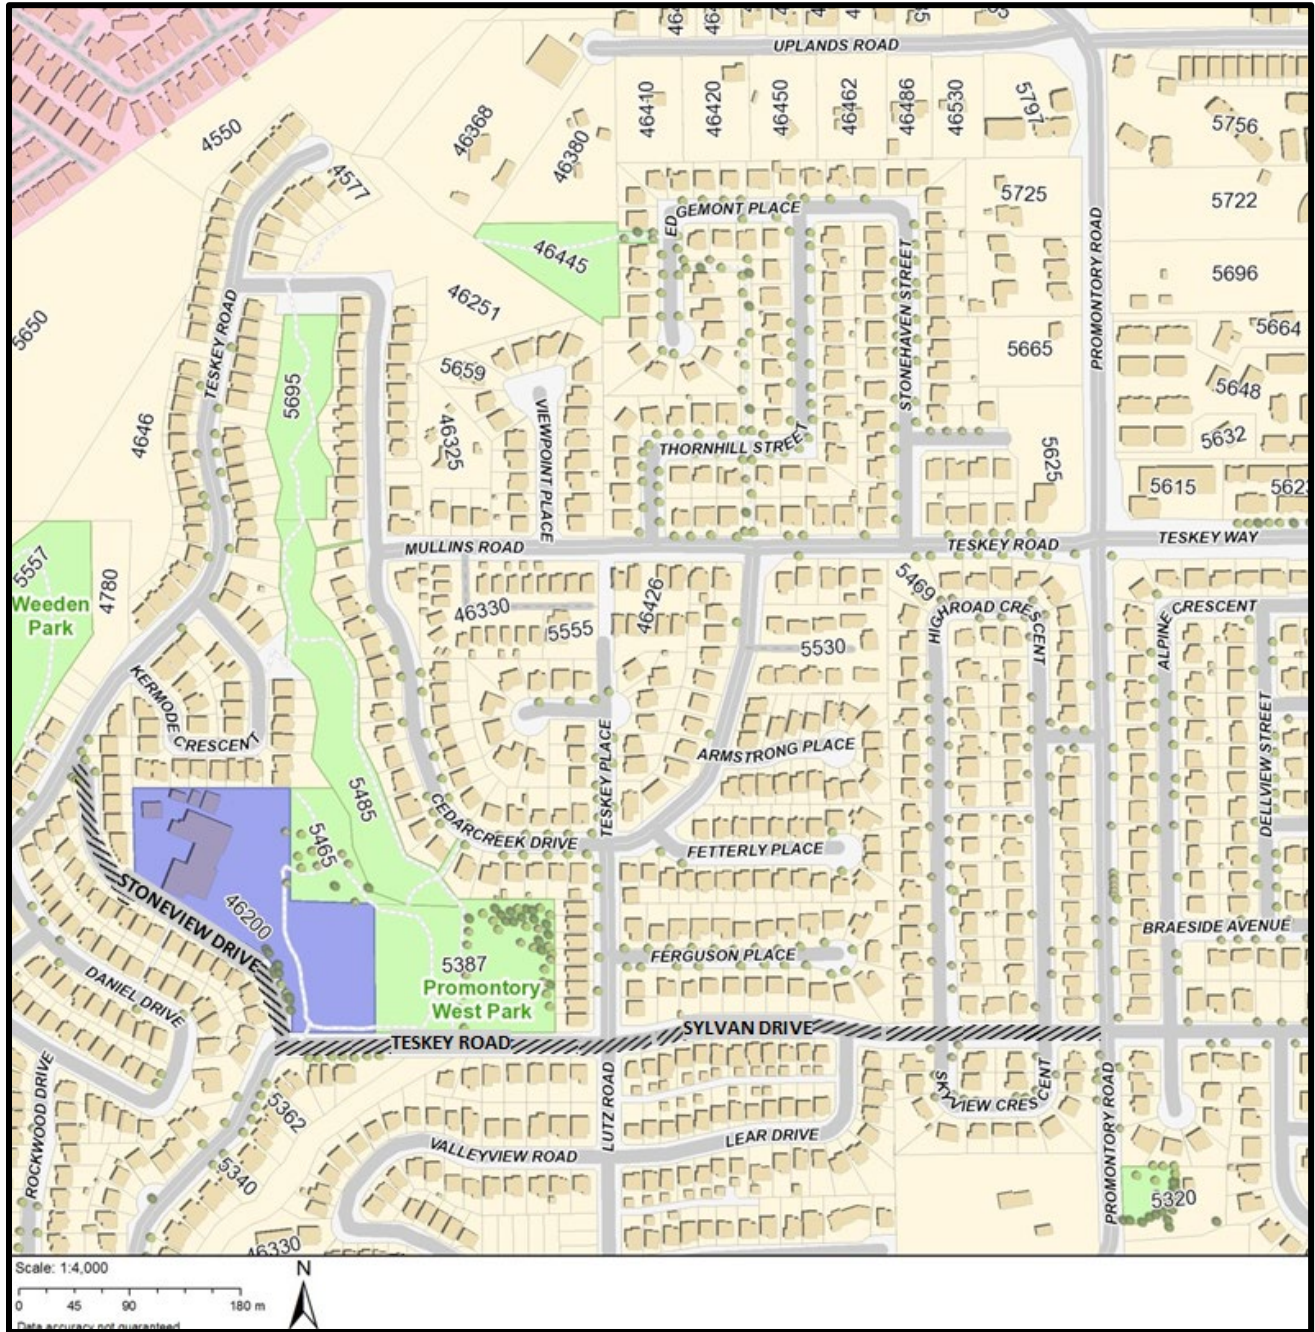 UPLANDS ROAD
4550
46368
46380
46410
46420
46450
46462
46486
46530
5797
5756
4577
5725
5722
EDGEMONT PLACE
46445
STONEHAVEN STREET
PROMONTORY ROAD
5696
46251
5650
TESKEY ROAD
5695
5659
5665
5664
5648
4646
46325
VIEWPOINT PLACE
THORNHILL STREET
5625
5632
5615
MULLINS ROAD
TESKEY ROAD
TESKEY WAY
5557
4780
Weeden
Park
46330
5555
46426
5530
5469
HIGHROAD CRESCENT
ALPINE CRESCENT
KERMODE CRESCENT
TESKEY PLACE
ARMSTRONG PLACE
DELLVIEW STREET
5485
CEDARCREEK DRIVE
5465
FETTERLY PLACE
STONEVIEW DRIVE
46200
BRAESIDE AVENUE
DANIEL DRIVE
5387
Promontory
West Park
FERGUSON PLACE
TESKEY ROAD
SYLVAN DRIVE
ROCKWOOD DRIVE
5362
5340
VALLEYVIEW ROAD
LUTZ ROAD
LEAR DRIVE
SKYVIEW CRESCENT
PROMONTORY ROAD
5320
46330
Scale: 1:4,000
N
0 45 90 180 m
Data accuracy not guaranteed